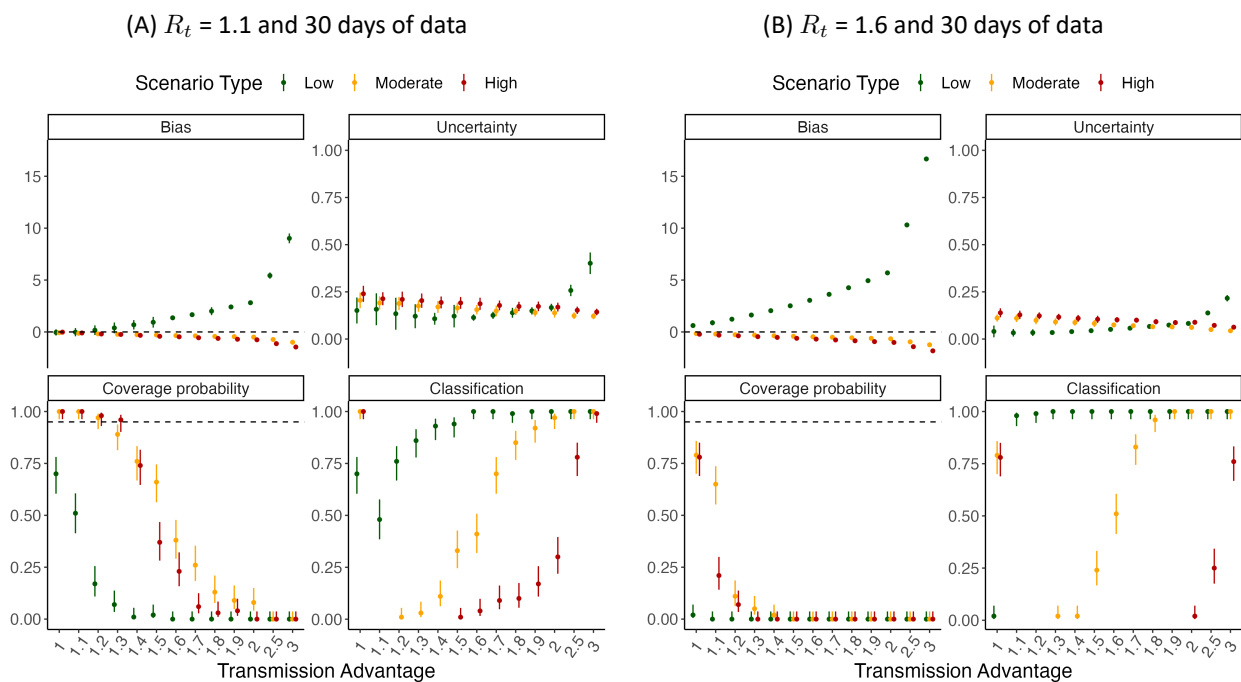 (A) R_t = 1.1 and 30 days of data
Scenario Type Low Moderate High
Bias
Uncertainty
15
10
5
0
1.00
0.75
0.50
0.25
0.00
Coverage probability
Classification
1.00
0.75
0.50
0.25
0.00
1.00
0.75
0.50
0.25
0.00
1 1.1 1.2 1.3 1.4 1.5 1.6 1.7 1.8 1.9 2 2.5 3
1 1.1 1.2 1.3 1.4 1.5 1.6 1.7 1.8 1.9 2 2.5 3
Transmission Advantage
(B) R_t = 1.6 and 30 days of data
Scenario Type Low Moderate High
Bias
Uncertainty
15
10
5
0
1.00
0.75
0.50
0.25
0.00
Coverage probability
Classification
1.00
0.75
0.50
0.25
0.00
1.00
0.75
0.50
0.25
0.00
1 1.1 1.2 1.3 1.4 1.5 1.6 1.7 1.8 1.9 2 2.5 3
1 1.1 1.2 1.3 1.4 1.5 1.6 1.7 1.8 1.9 2 2.5 3
Transmission Advantage